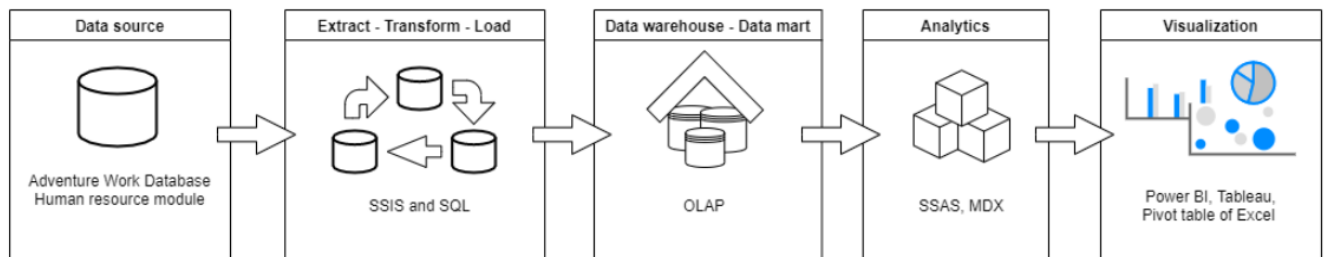 Data source
Adventure Work Database
Human resource module
Extract - Transform - Load
SSIS and SQL
Data warehouse - Data mart
OLAP
Analytics
SSAS, MDX
Visualization
Power BI, Tableau,
Pivot table of Excel